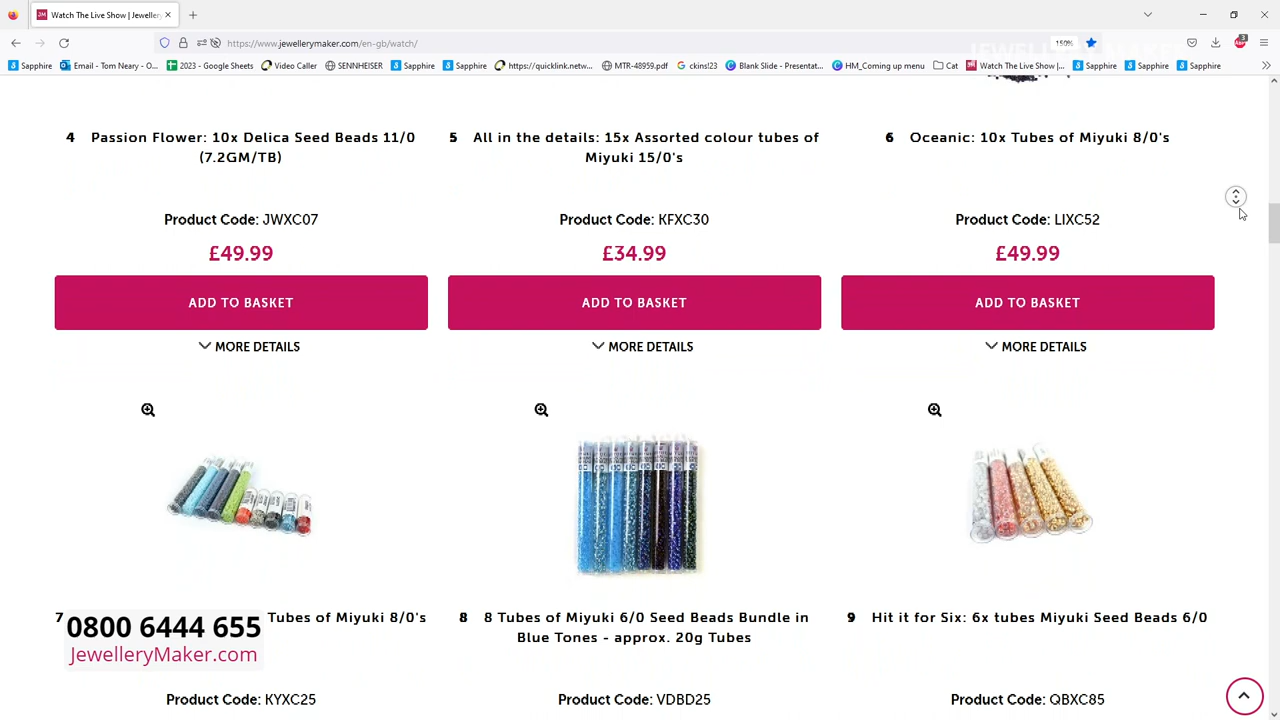 Watch The Live Show | Jeweller
https://www.jewellerymaker.com
gb/watch/
150%
JEWELLERYMAKER
3
Sapphire
Email - Tom Neary - O...
2023 - Google Sheets
Video Caller
SENNHEISER
Sapphire
Sapphire
https://quicklink.netw...
MTR-48959.pdf
ckins!23
Blank Slide - Presentat...
HM_Coming up menu
Cat
Watch The Live Show |...
Sapphire
Sapphire
Sapphire
4 Passion Flower: 10x Delica Seed Beads 11/0
(7.2GM/TB)
Product Code: JWXC07
£49.99
ADD TO BASKET
MORE DETAILS
5 All in the details: 15x Assorted colour tubes of
Miyuki 15/0's
Product Code: KFXC30
£34.99
ADD TO BASKET
MORE DETAILS
6 Oceanic: 10x Tubes of Miyuki 8/0's
Product Code: LIXC52
£49.99
ADD TO BASKET
MORE DETAILS
7 Tubes of Miyuki 8/0's
0800 6444 655
JewelleryMaker.com
Product Code: KYXC25
8 8 Tubes of Miyuki 6/0 Seed Beads Bundle in
Blue Tones - approx. 20g Tubes
Product Code: VDBD25
9 Hit it for Six: 6x tubes Miyuki Seed Beads 6/0
Product Code: QBXC85